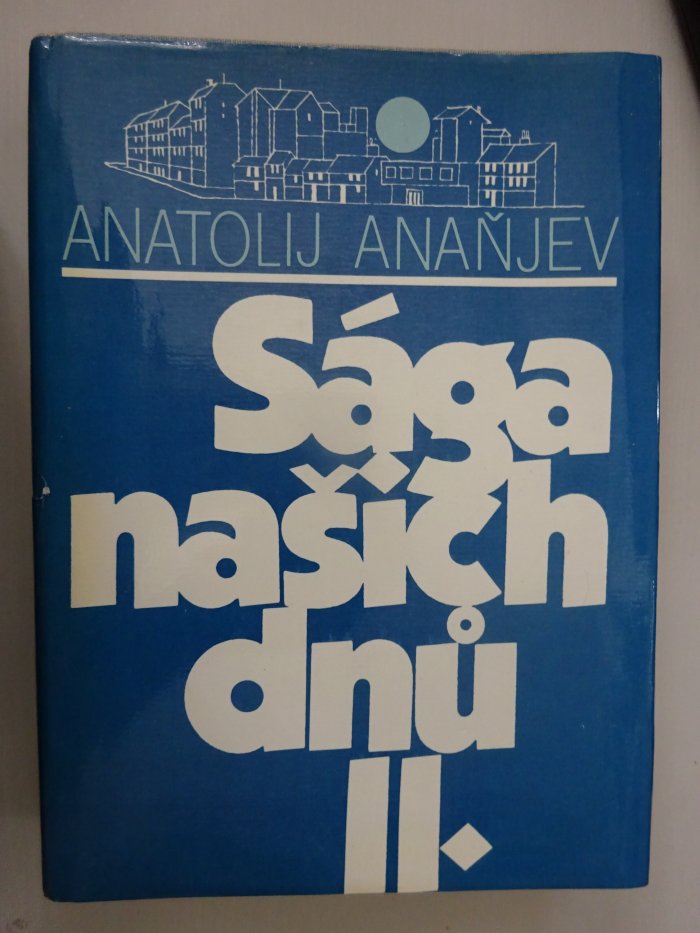 ANATOLIJ ANAŇJEV
Sága
našich
dnů
II.